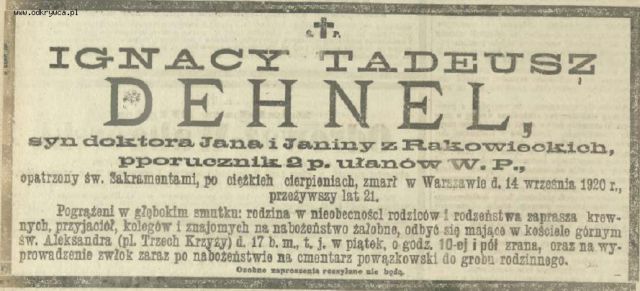 www.odkrywca.pl
Ś. P.
IGNACY TADEUSZ
DEHNEL,
syn doktora Jana i Janiny z Rakowieckich,
pporucznik 2 p. ułanów W. P.,
opatrzony św. Sakramentami, po ciężkich cierpieniach, zmarł w Warszawie d. 14 września 1920 r.,
przeżywszy lat 21.
Pogrążeni w głębokim smutku: rodzina w nieobecności rodziców i rodzeństwa zaprasza krew-
nych, przyjaciół, kolegów i znajomych na nabożeństwo żałobne, odbyć się mające w kościele górnym
św. Aleksandra (pl. Trzech Krzyży) d. 17 b. m., t. j. w piątek, o godz. 10-ej i pół zrana, oraz na wy-
prowadzenie zwłok zaraz po nabożeństwie na cmentarz powązkowski do grobu rodzinnego.
Osobne zaproszenia rozsyłane nie będą.